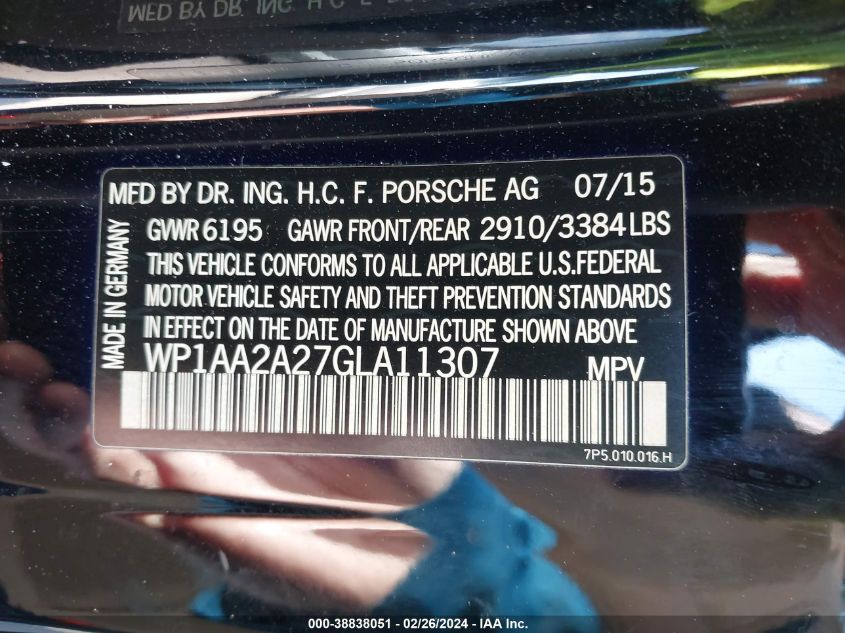 MFD BY DR. ING. H.C.F. PORSCHE AG 07/15
GVWR 6195 GAWR FRONT/REAR 2910/3384 LBS
THIS VEHICLE CONFORMS TO ALL APPLICABLE U.S. FEDERAL
MOTOR VEHICLE SAFETY AND THEFT PREVENTION STANDARDS
IN EFFECT ON THE DATE OF MANUFACTURE SHOWN ABOVE
MADE IN GERMANY
WP1AA2A27GLA11307 MPV
7P5.010.016.H
000-38838051 - 02/26/2024 - IAA Inc.